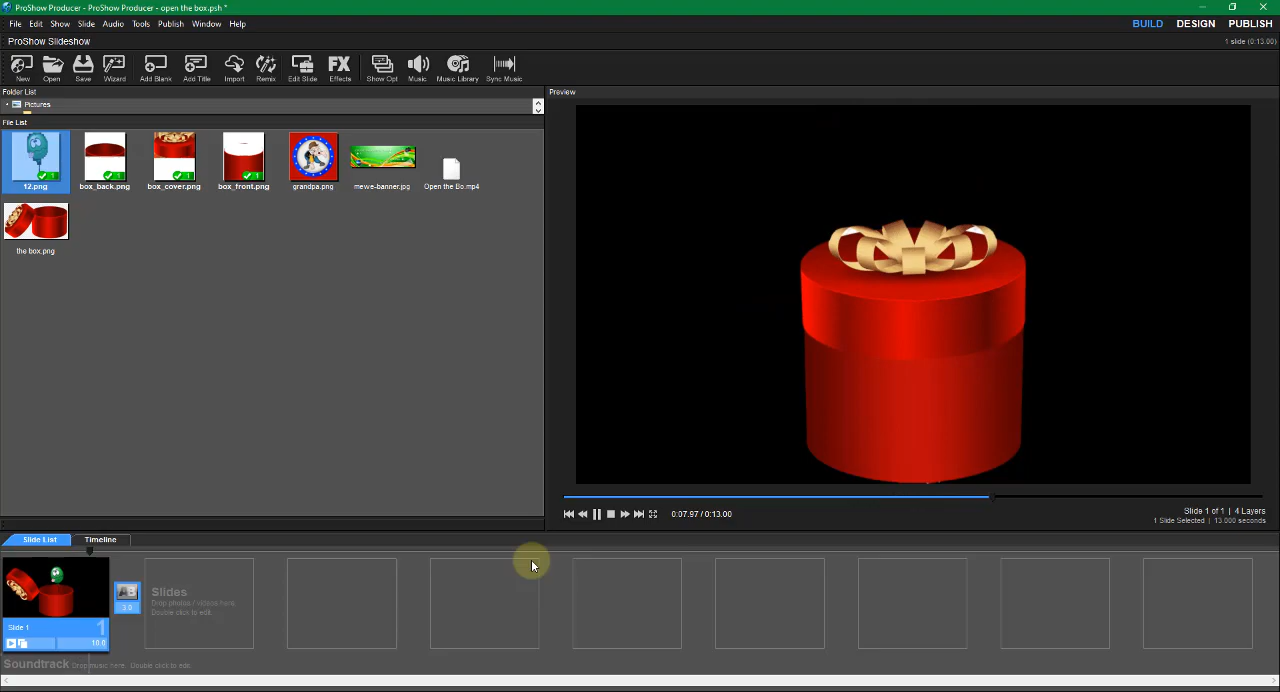 ProShow Producer - ProShow Producer - open the box.psh *
File Edit Show Slide Audio Tools Publish Window Help
BUILD DESIGN PUBLISH
ProShow Slideshow
1 slide (0:13.00)
New Open Save Wizard Add Blank Add Title Import Remix Edit Slide FX Effects Show Opt Music Music Library Sync Music
Folder List
Pictures
File List
12.png box_back.png box_cover.png box_front.png grandpa.png mewe-banner.jpg Open the Bo.mp4
the box.png
Preview
0:07.97 / 0:13.00
Slide 1 of 1 | 4 Layers
1 Slide Selected | 13.000 seconds
Slide List Timeline
AB
3.0
Slides
Drop photos / videos here.
Double click to edit.
Slide 1
1
10.0
Soundtrack Drop music here. Double click to edit.